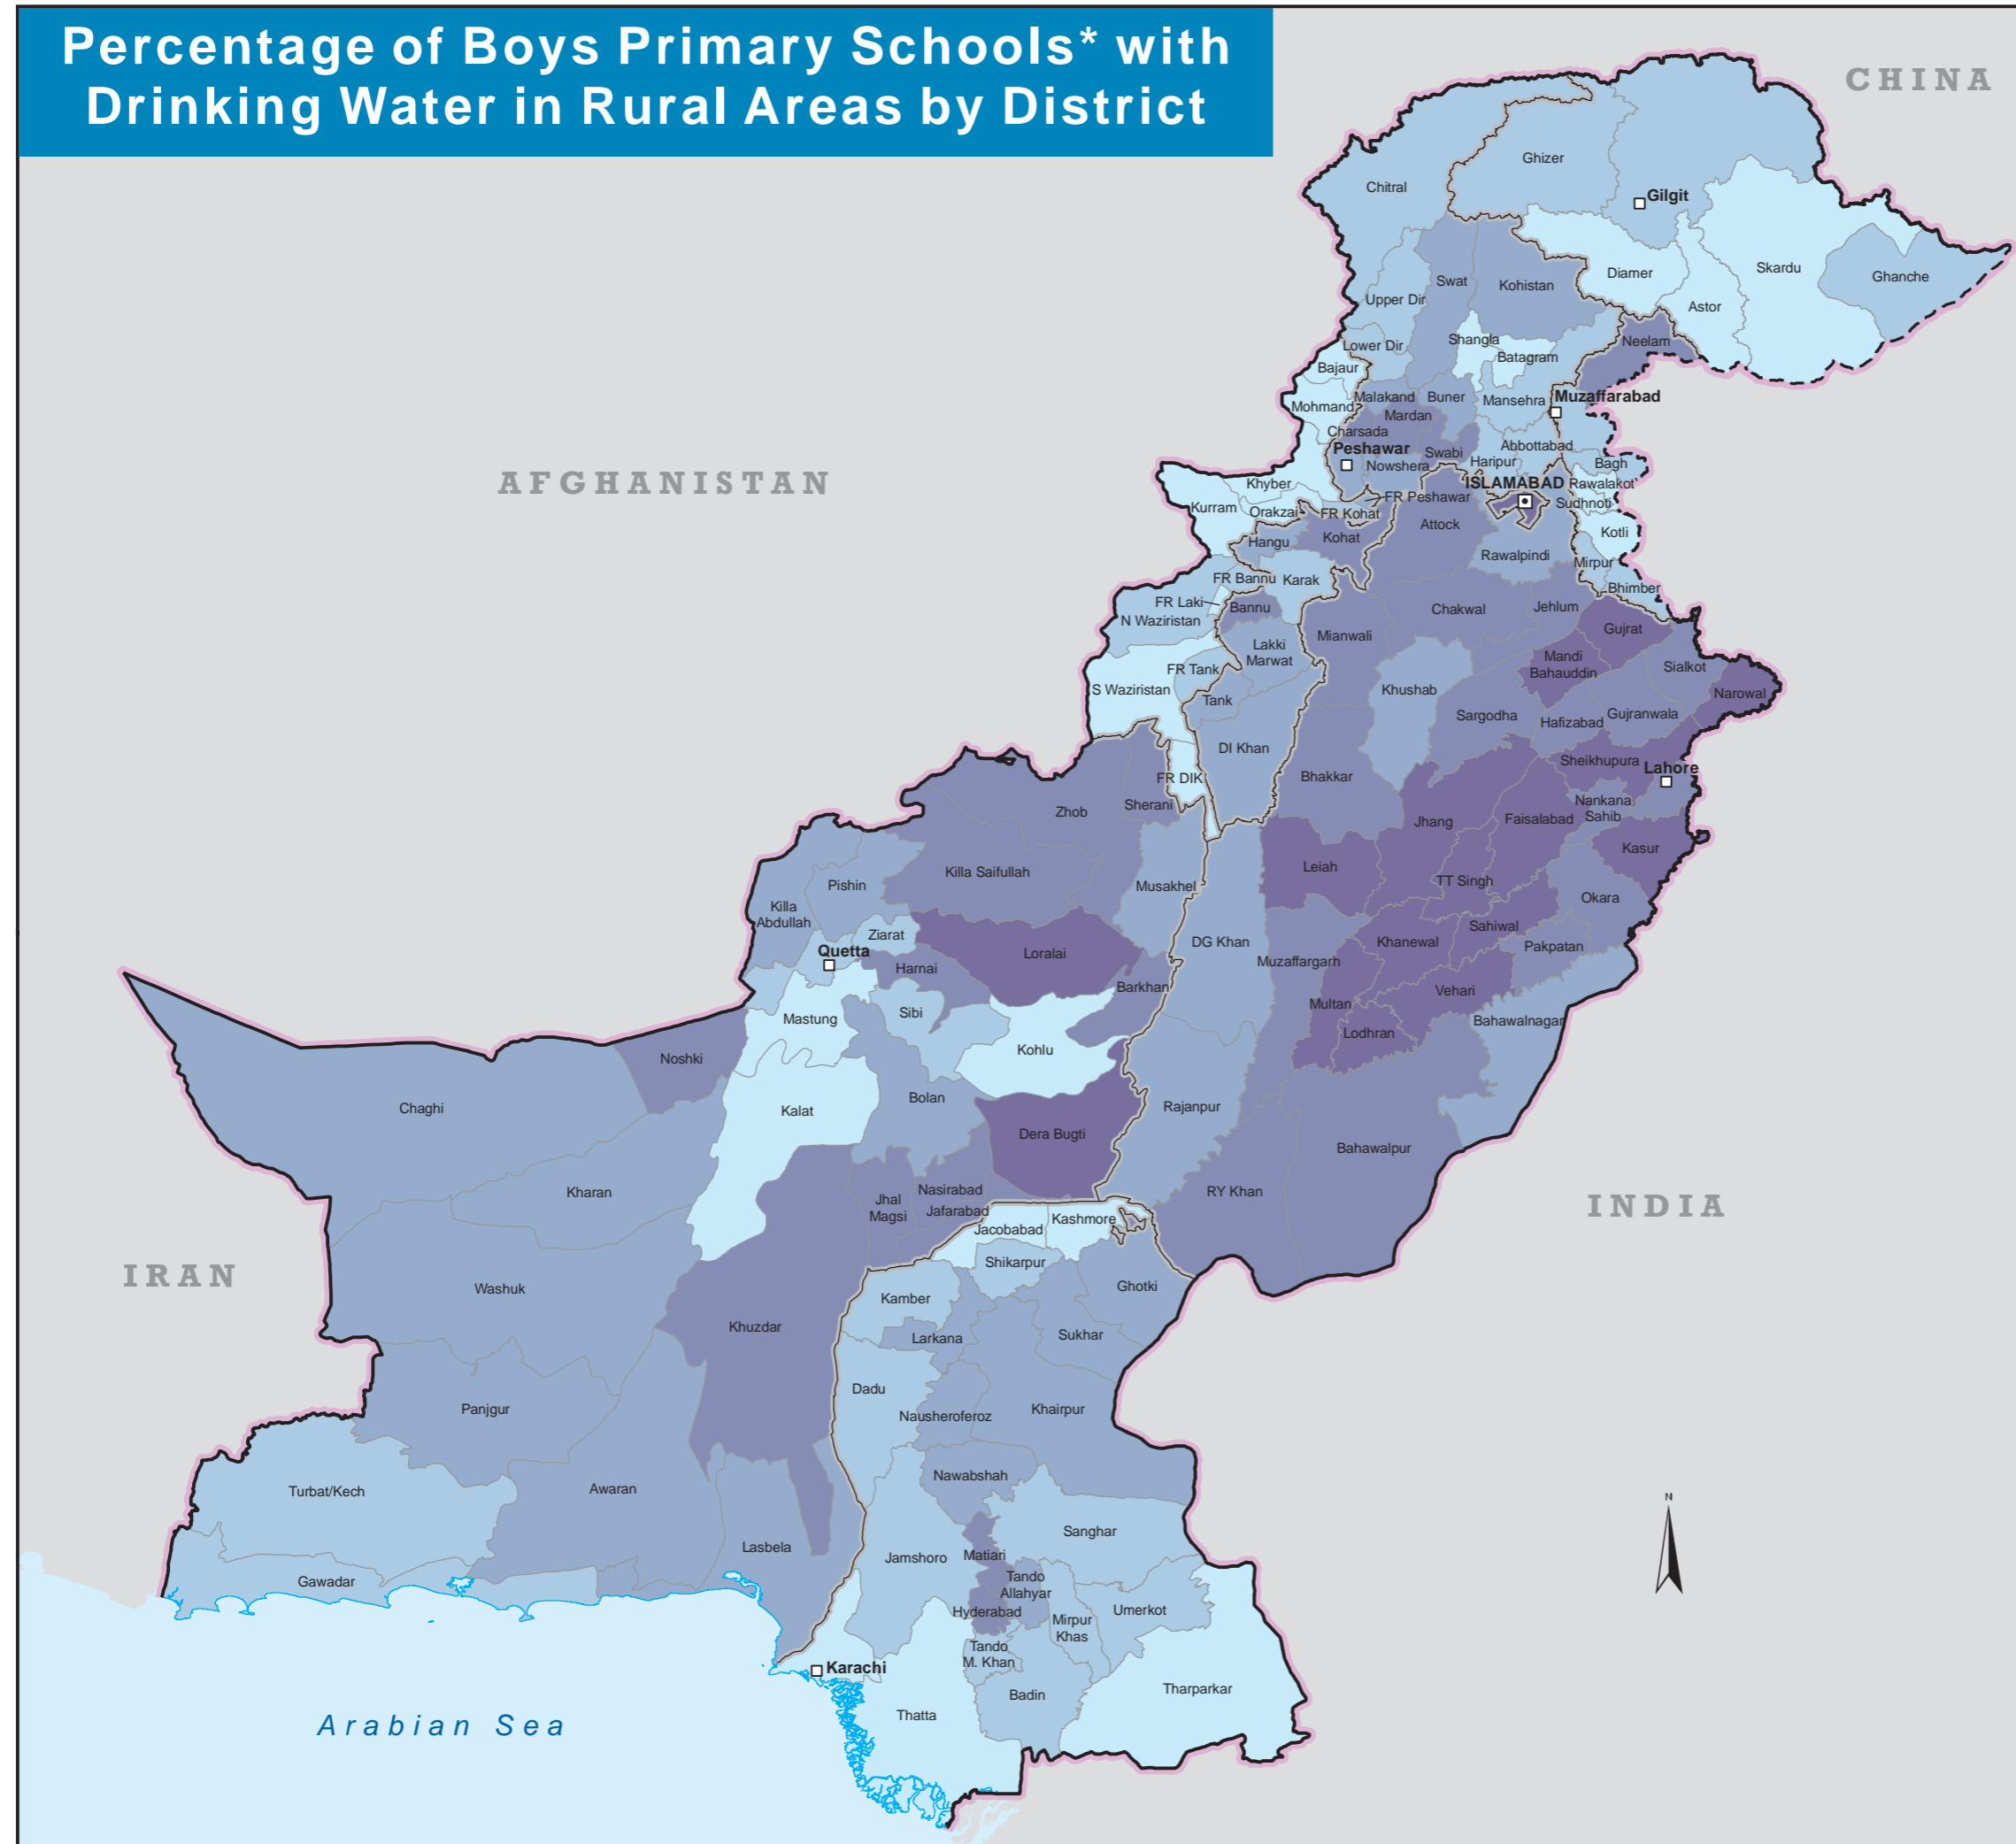 Percentage of Boys Primary Schools* with
Drinking Water in Rural Areas by District
CHINA
Ghizer
Chitral
Gilgit
Skardu
Diamer
Ghanche
Swat
Kohistan
Upper Dir
Astor
Neelam
Shangla
Lower Dir
Batagram
Bajaur
Muzaffarabad
Malakand
Buner
Mansehra
Mohmand
Mardan
Charsada
Abbottabad
Peshawar
Swabi
Haripur
Bagh
Nowshera
AFGHANISTAN
Khyber
ISLAMABAD
Rawalakot
FR Peshawar
Sudhnoti
Kurram
Orakzai
FR Kohat
Attock
Kotli
Hangu
Kohat
Rawalpindi
Mirpur
FR Bannu
Karak
Bhimber
FR Laki
Bannu
Chakwal
Jehlum
N Waziristan
Mianwali
Gujrat
Lakki
Marwat
Mandi
Bahauddin
Sialkot
FR Tank
S Waziristan
Khushab
Narowal
Tank
Sargodha
Hafizabad
Gujranwala
DI Khan
Sheikhupura
Lahore
FR DIK
Bhakkar
Zhob
Sherani
Nankana
Sahib
Jhang
Faisalabad
Kasur
Leiah
Killa Saifullah
TT Singh
Pishin
Musakhel
Okara
Killa
Abdullah
Ziarat
Sahiwal
DG Khan
Khanewal
Pakpatan
Quetta
Loralai
Muzaffargarh
Harnai
Barkhan
Vehari
Multan
Sibi
Mastung
Bahawalnagar
Lodhran
Kohlu
Noshki
Chaghi
Kalat
Bolan
Rajanpur
Dera Bugti
Bahawalpur
Kharan
Nasirabad
RY Khan
Jhal
Magsi
Jafarabad
INDIA
Kashmore
Jacobabad
Shikarpur
IRAN
Washuk
Ghotki
Kamber
Khuzdar
Larkana
Sukhar
Dadu
Panjgur
Nausheroferoz
Khairpur
Nawabshah
Turbat/Kech
Awaran
N
Sanghar
Lasbela
Jamshoro
Matiari
Gawadar
Tando
Allahyar
Hyderabad
Umerkot
Mirpur
Khas
Tando
M. Khan
Karachi
Tharparkar
Badin
Thatta
Arabian Sea